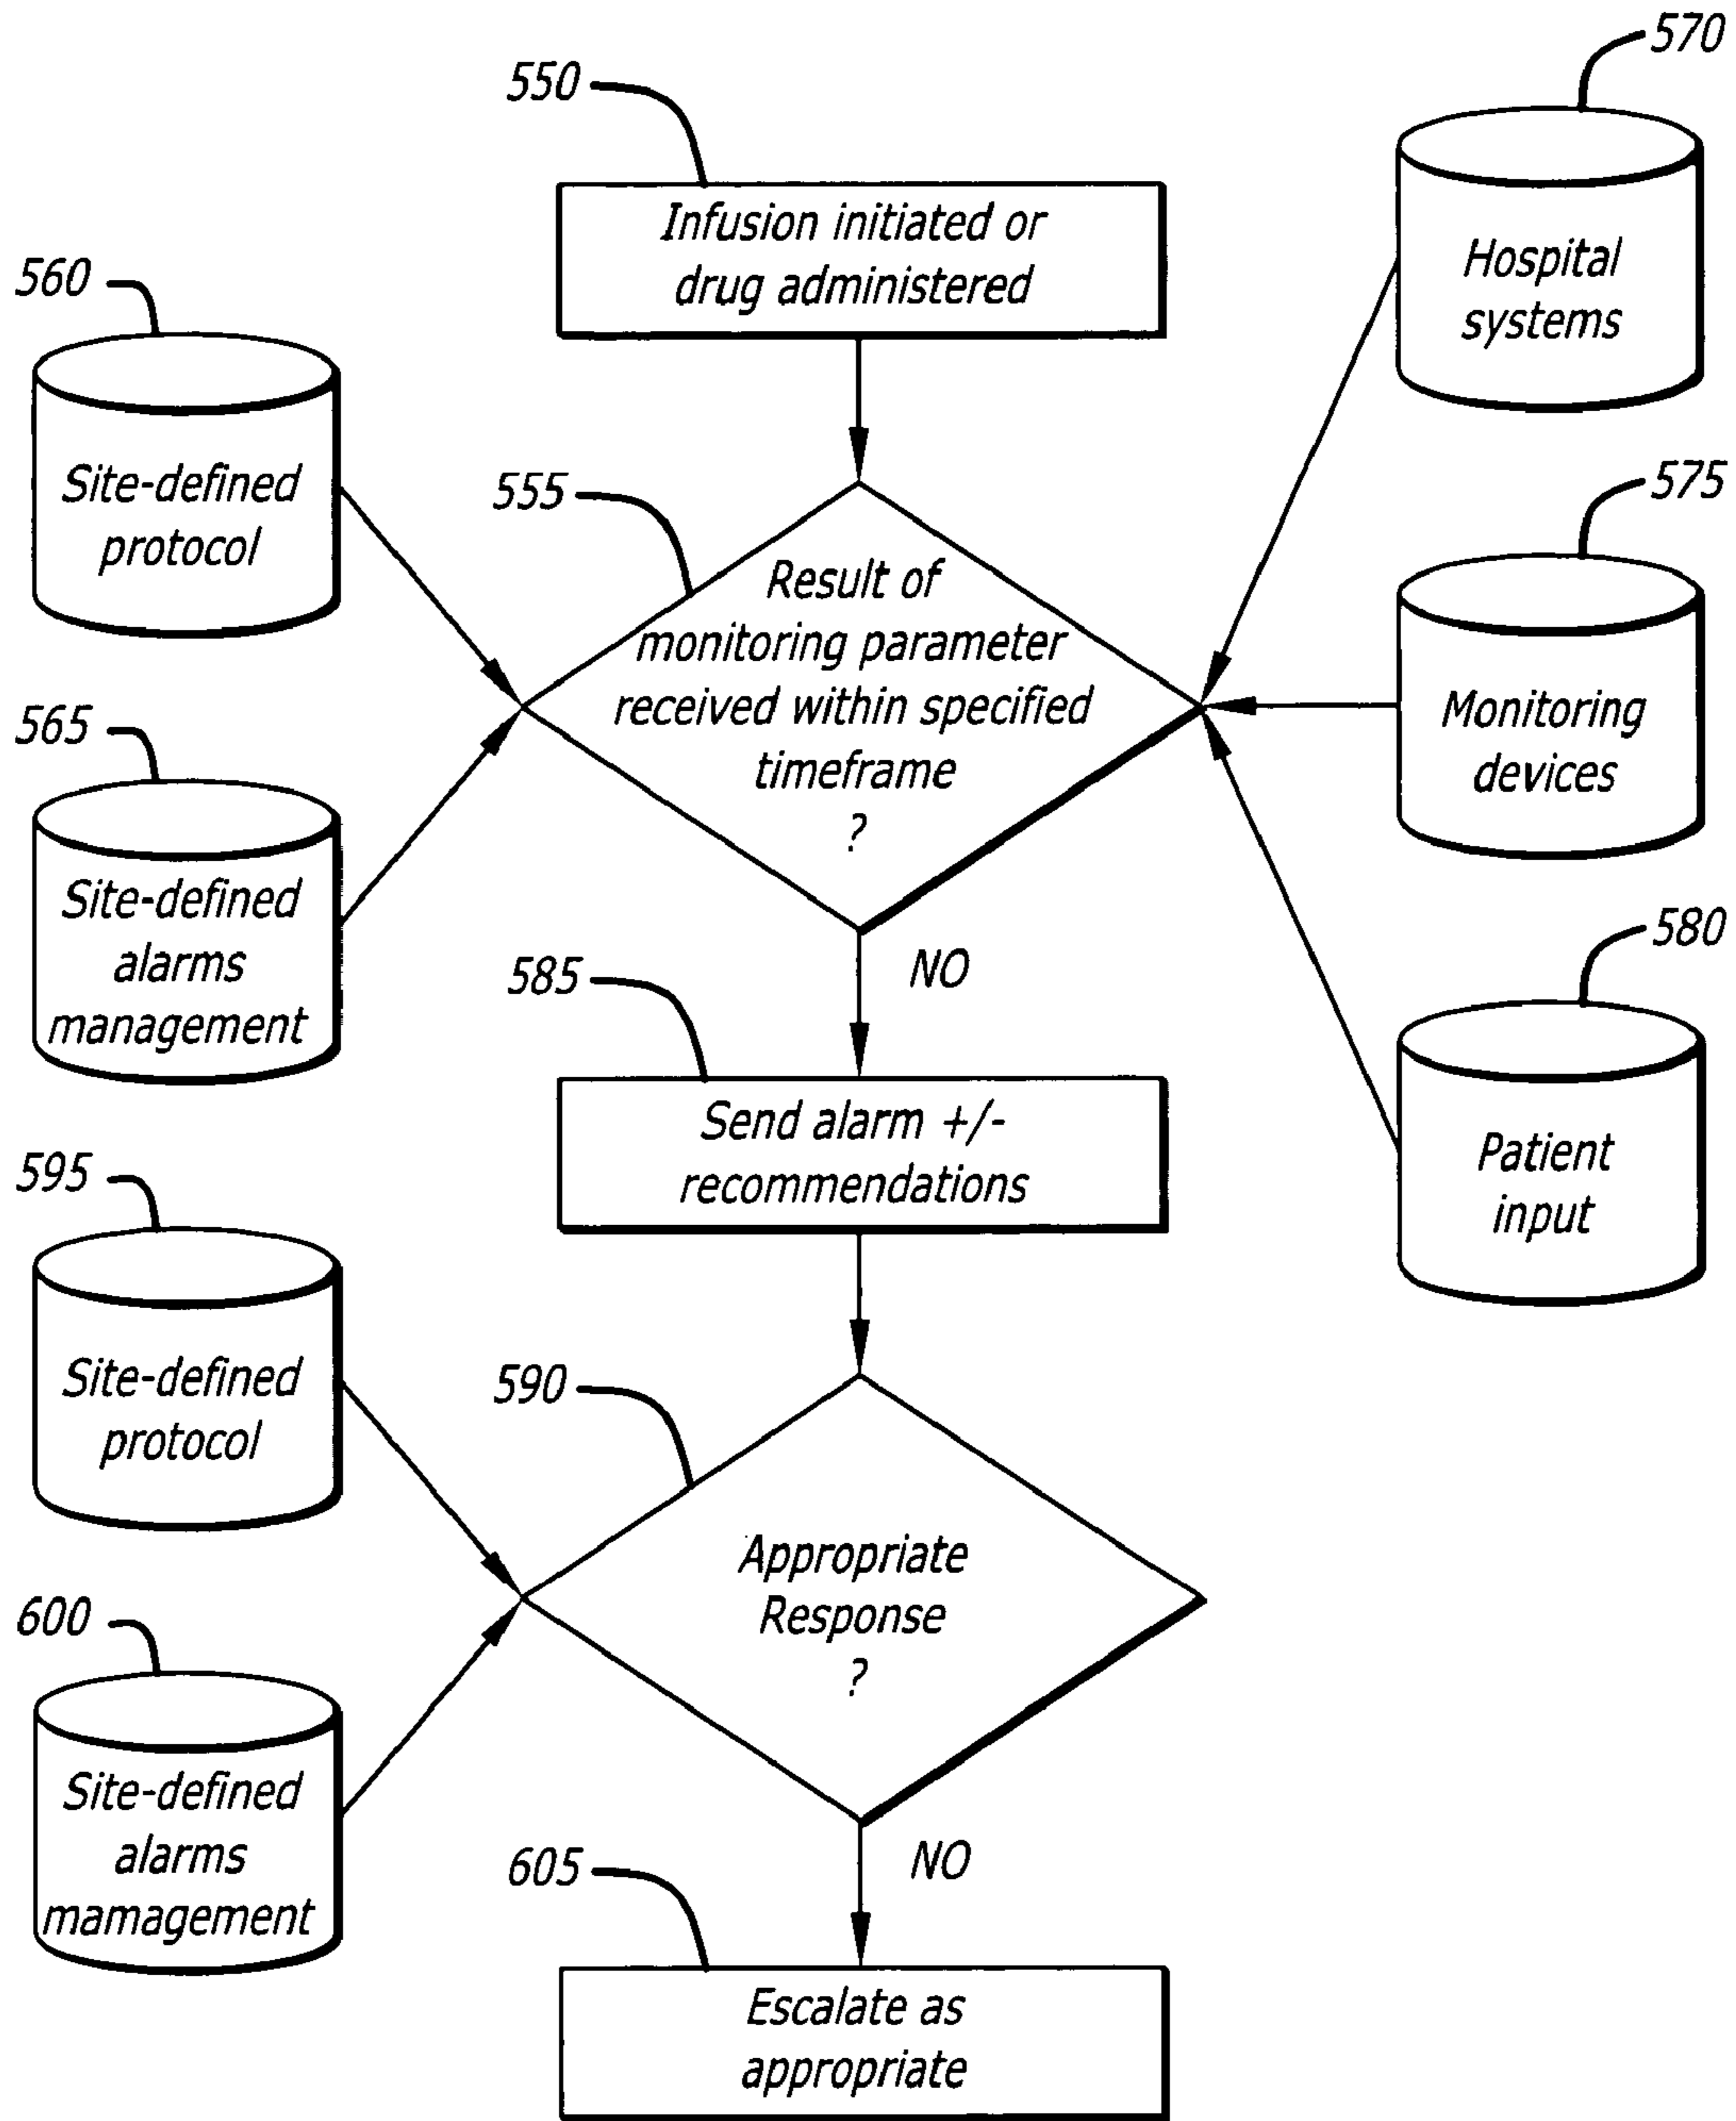 570
550
Infusion initiated or
drug administered
Hospital
systems
560
Site-defined
protocol
555
Result of
monitoring parameter
received within specified
timeframe
?
575
Monitoring
devices
565
Site-defined
alarms
management
NO
580
Patient
input
585
Send alarm +/-
recommendations
595
Site-defined
protocol
590
Appropriate
Response
?
600
Site-defined
alarms
mamagement
NO
605
Escalate as
appropriate